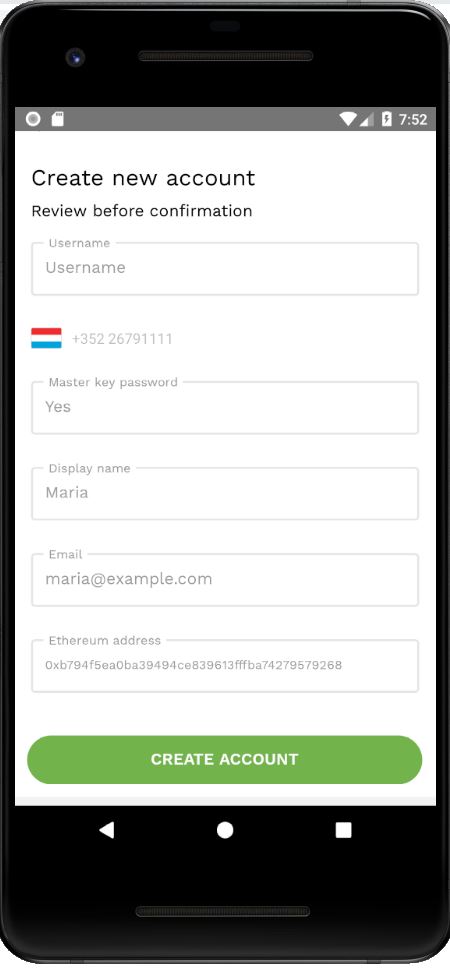 7:52
Create new account
Review before confirmation
Username
Username
+352 26791111
Master key password
Yes
Display name
Maria
Email
maria@example.com
Ethereum address
0xb794f5ea0ba39494ce839613fffba74279579268
CREATE ACCOUNT